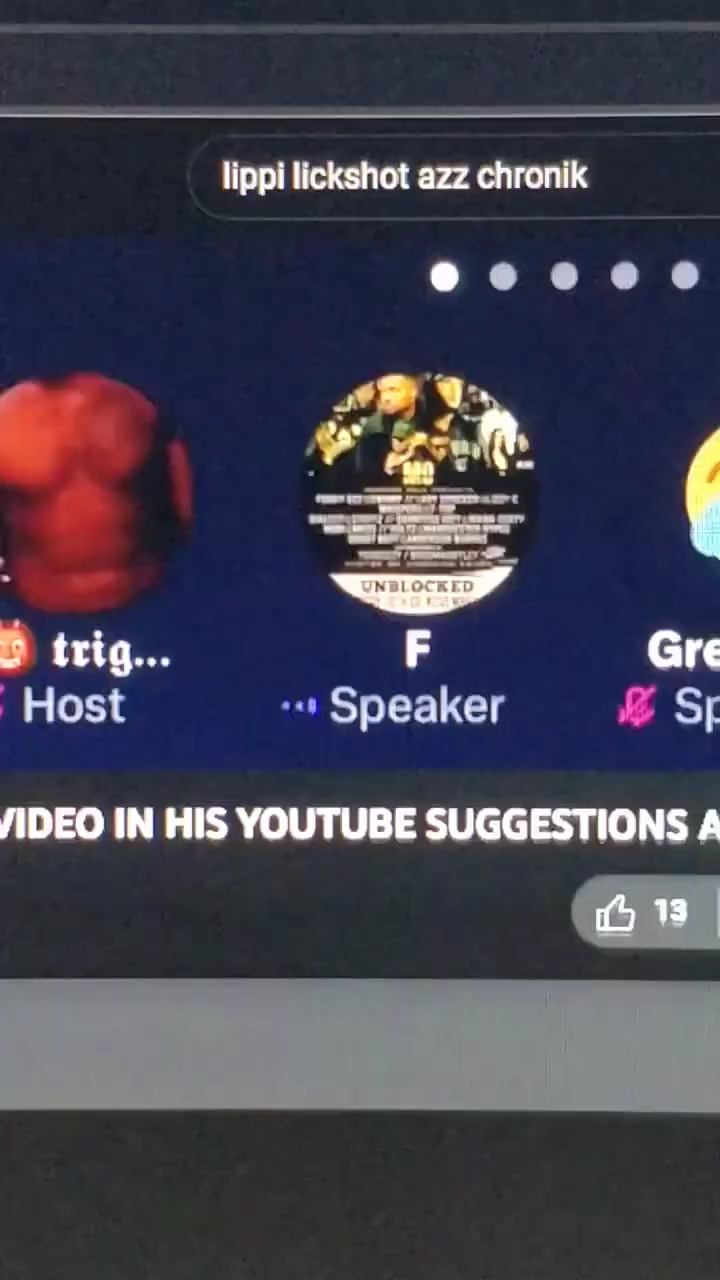 lippi lickshot azz chronik
UNBLOCKED
𝖙𝖗𝖎𝖌...
F
Gre
Host
Speaker
Sp
VIDEO IN HIS YOUTUBE SUGGESTIONS A
13